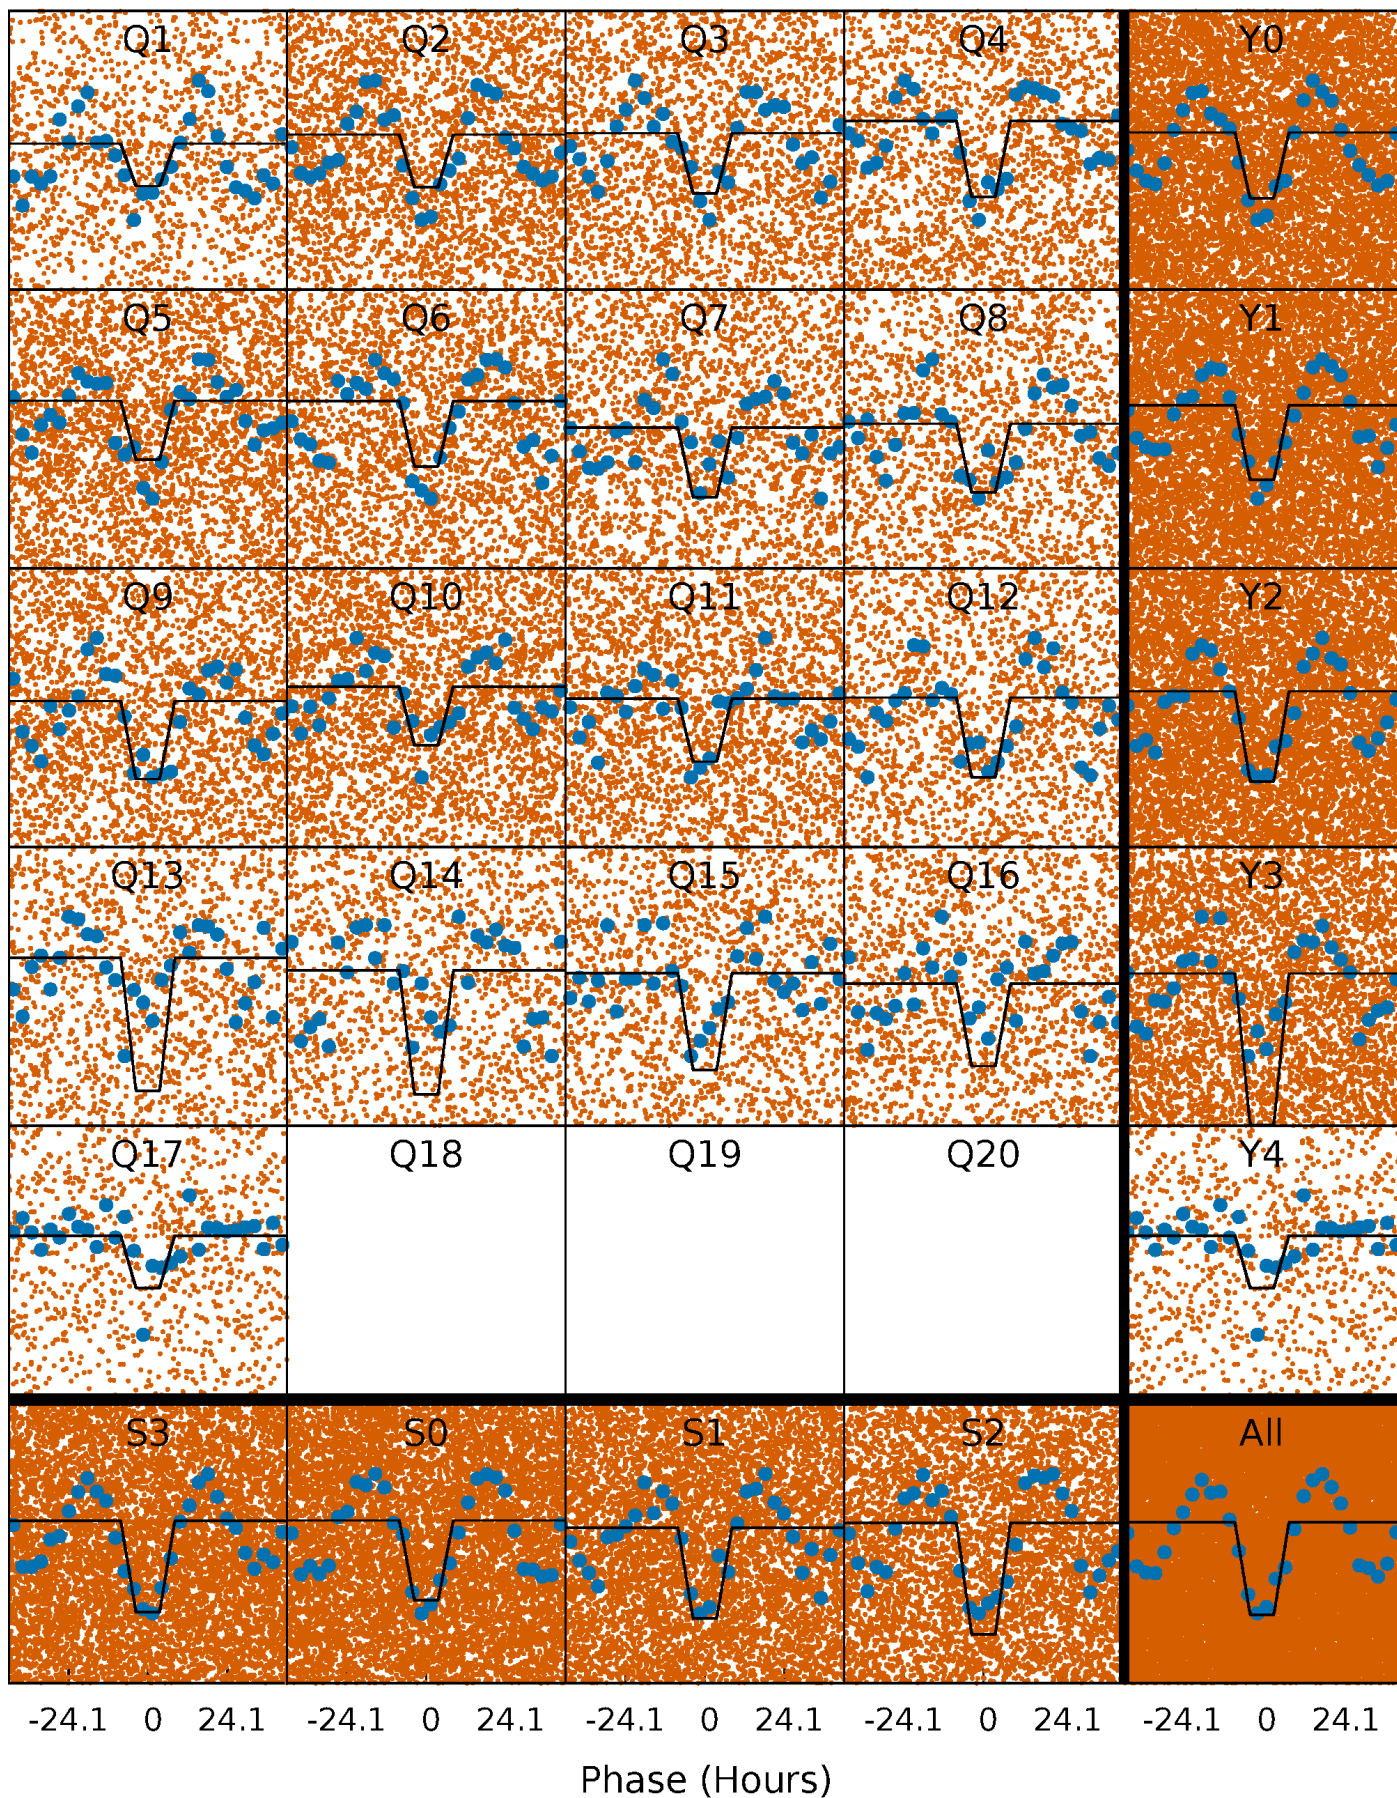 Q1 Q2 Q3 Q4 Y0
Q5 Q6 Q7 Q8 Y1
Q9 Q10 Q11 Q12 Y2
Q13 Q14 Q15 Q16 Y3
Q17 Q18 Q19 Q20 Y4
S3 S0 S1 S2 All
-24.1 0 24.1 -24.1 0 24.1 -24.1 0 24.1 -24.1 0 24.1 -24.1 0 24.1
Phase (Hours)